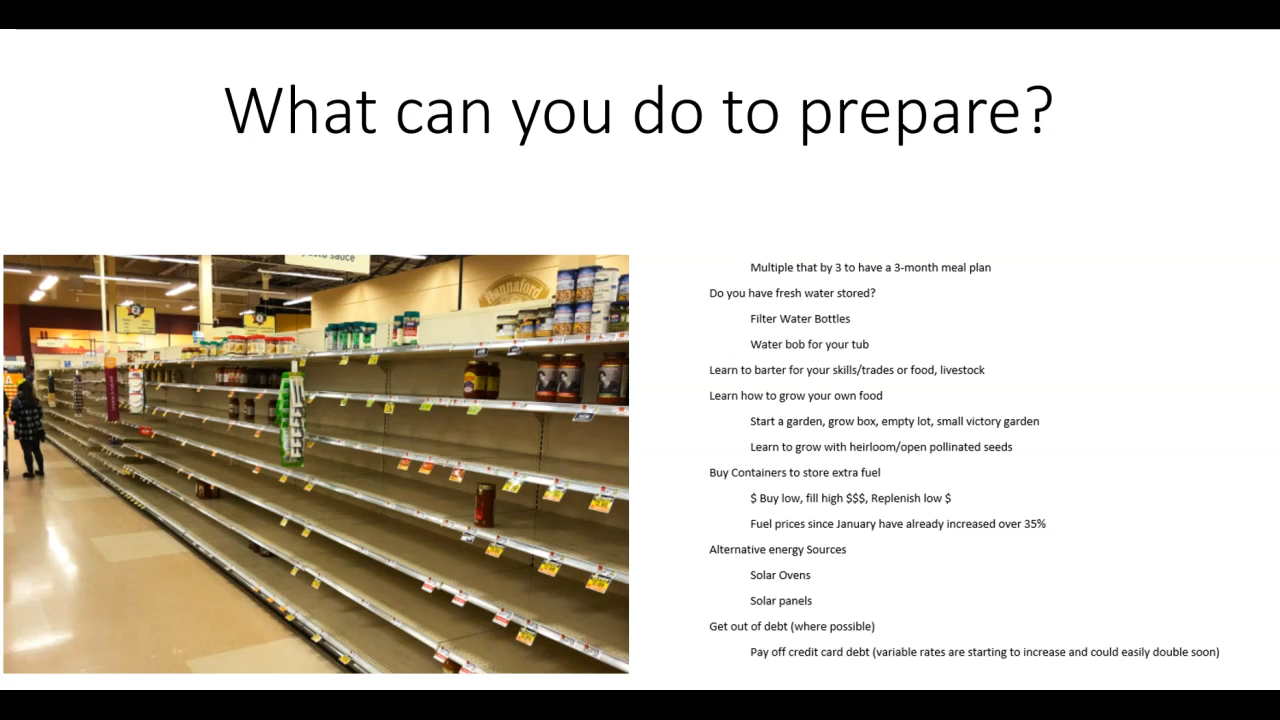 What can you do to prepare?
pasta sauce
Hannaford
2
1
Multiple that by 3 to have a 3-month meal plan
Do you have fresh water stored?
Filter Water Bottles
Water bob for your tub
Learn to barter for your skills/trades or food, livestock
Learn how to grow your own food
Start a garden, grow box, empty lot, small victory garden
Learn to grow with heirloom/open pollinated seeds
Buy Containers to store extra fuel
$ Buy low, fill high $$$, Replenish low $
Fuel prices since January have already increased over 35%
Alternative energy Sources
Solar Ovens
Solar panels
Get out of debt (where possible)
Pay off credit card debt (variable rates are starting to increase and could easily double soon)